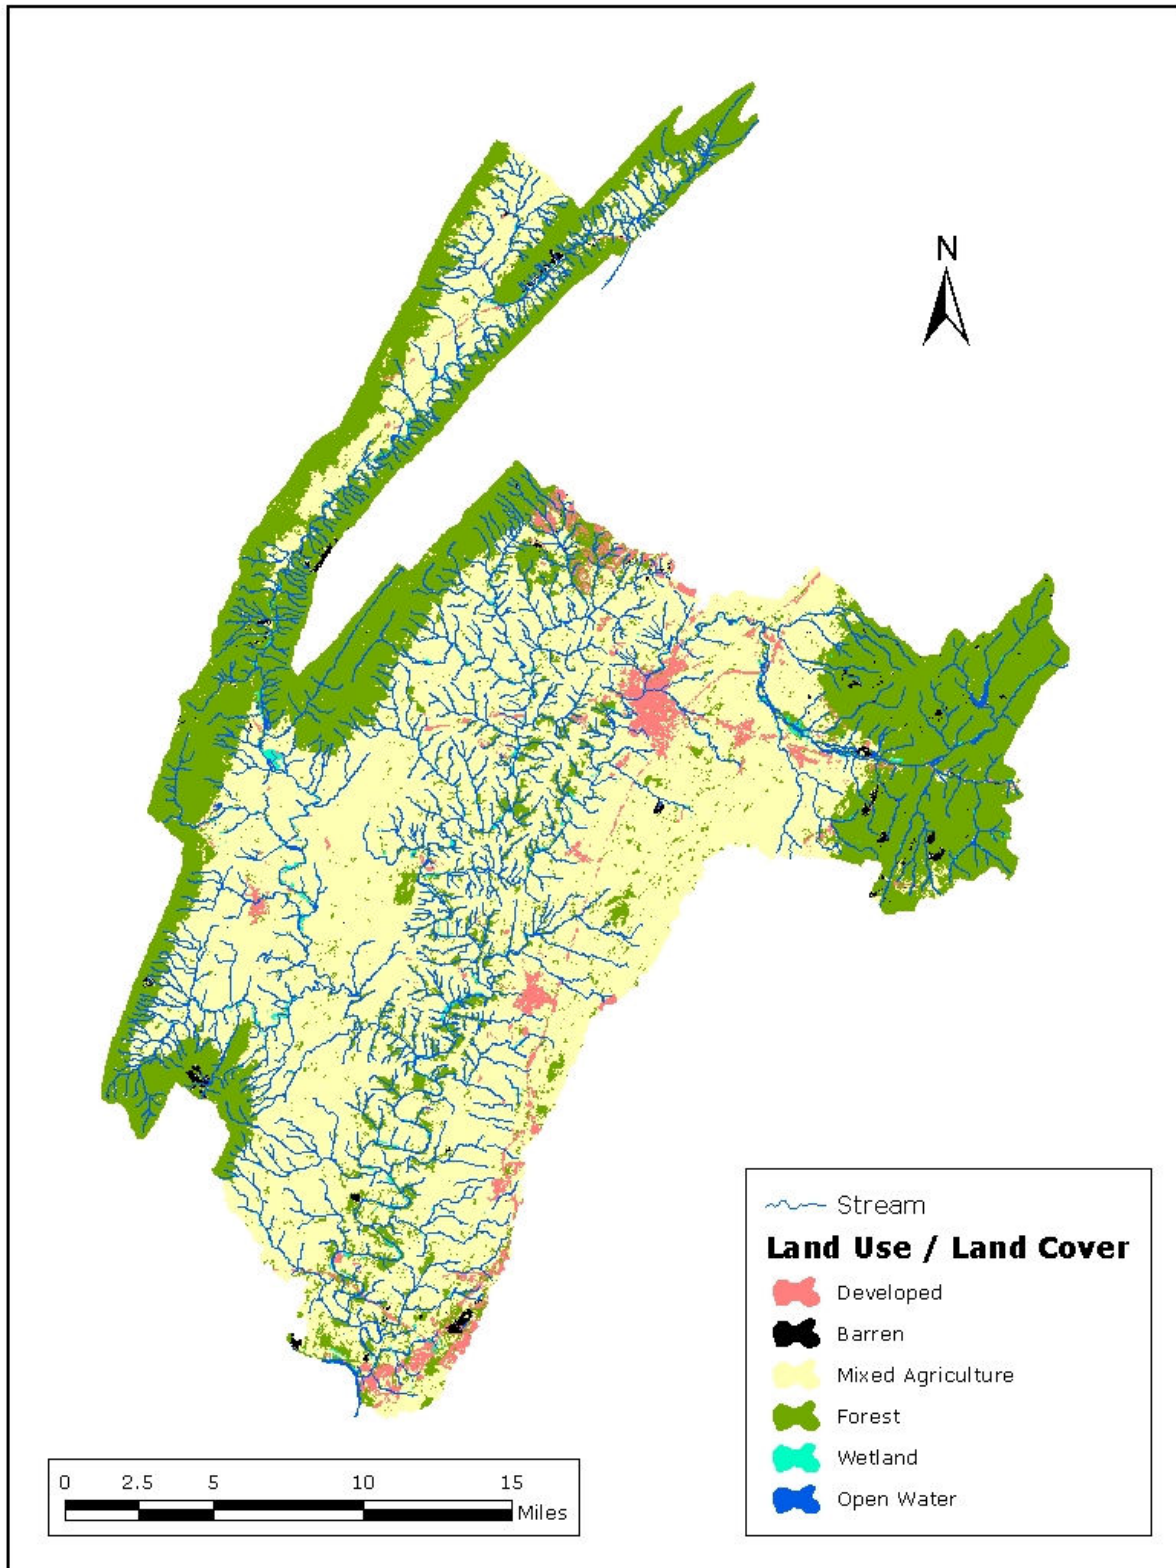 N
Stream
Land Use / Land Cover
Developed
Barren
Mixed Agriculture
Forest
Wetland
Open Water
0 2.5 5 10 15
Miles